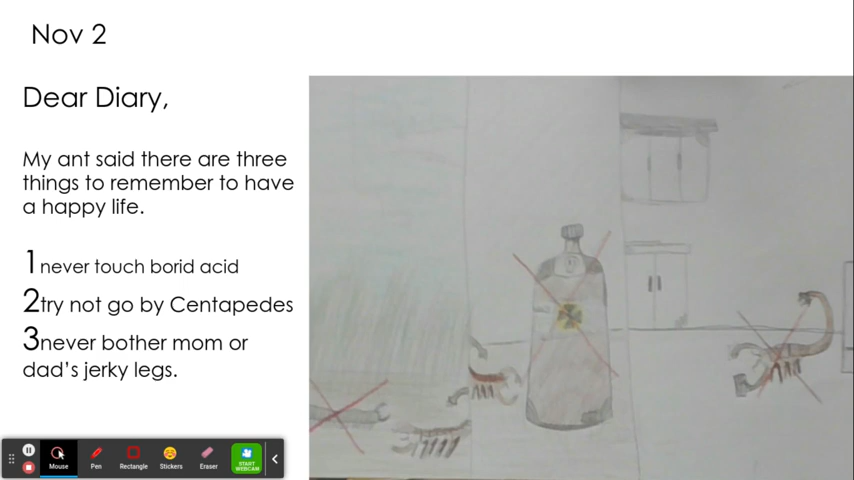 Nov 2
Dear Diary,
My ant said there are three
things to remember to have
a happy life.
1never touch borid acid
2try not go by Centapedes
3never bother mom or
dad's jerky legs.
Mouse
Pen
Rectangle
Stickers
Eraser
START
WEBCAM